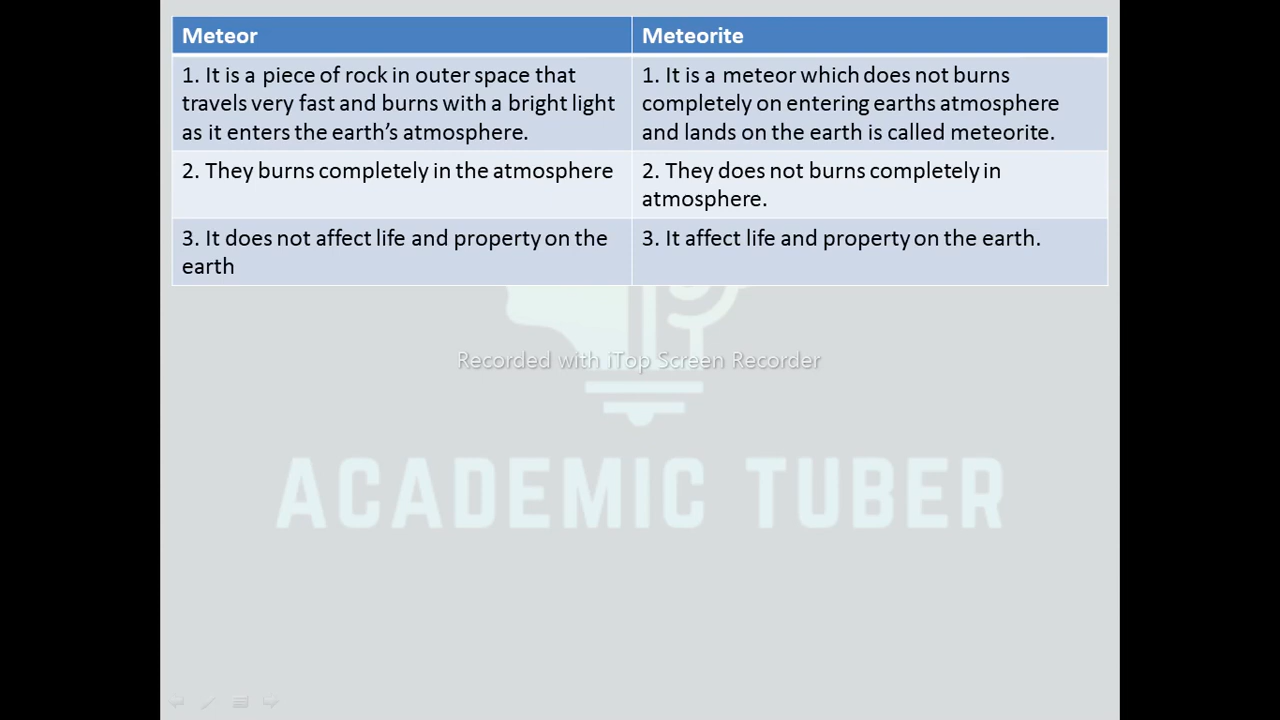 Meteor
Meteorite
1. It is a piece of rock in outer space that
travels very fast and burns with a bright light
as it enters the earth’s atmosphere.
1. It is a meteor which does not burns
completely on entering earths atmosphere
and lands on the earth is called meteorite.
2. They burns completely in the atmosphere
2. They does not burns completely in
atmosphere.
3. It does not affect life and property on the
earth
3. It affect life and property on the earth.
Recorded with iTop Screen Recorder
ACADEMIC TUBER